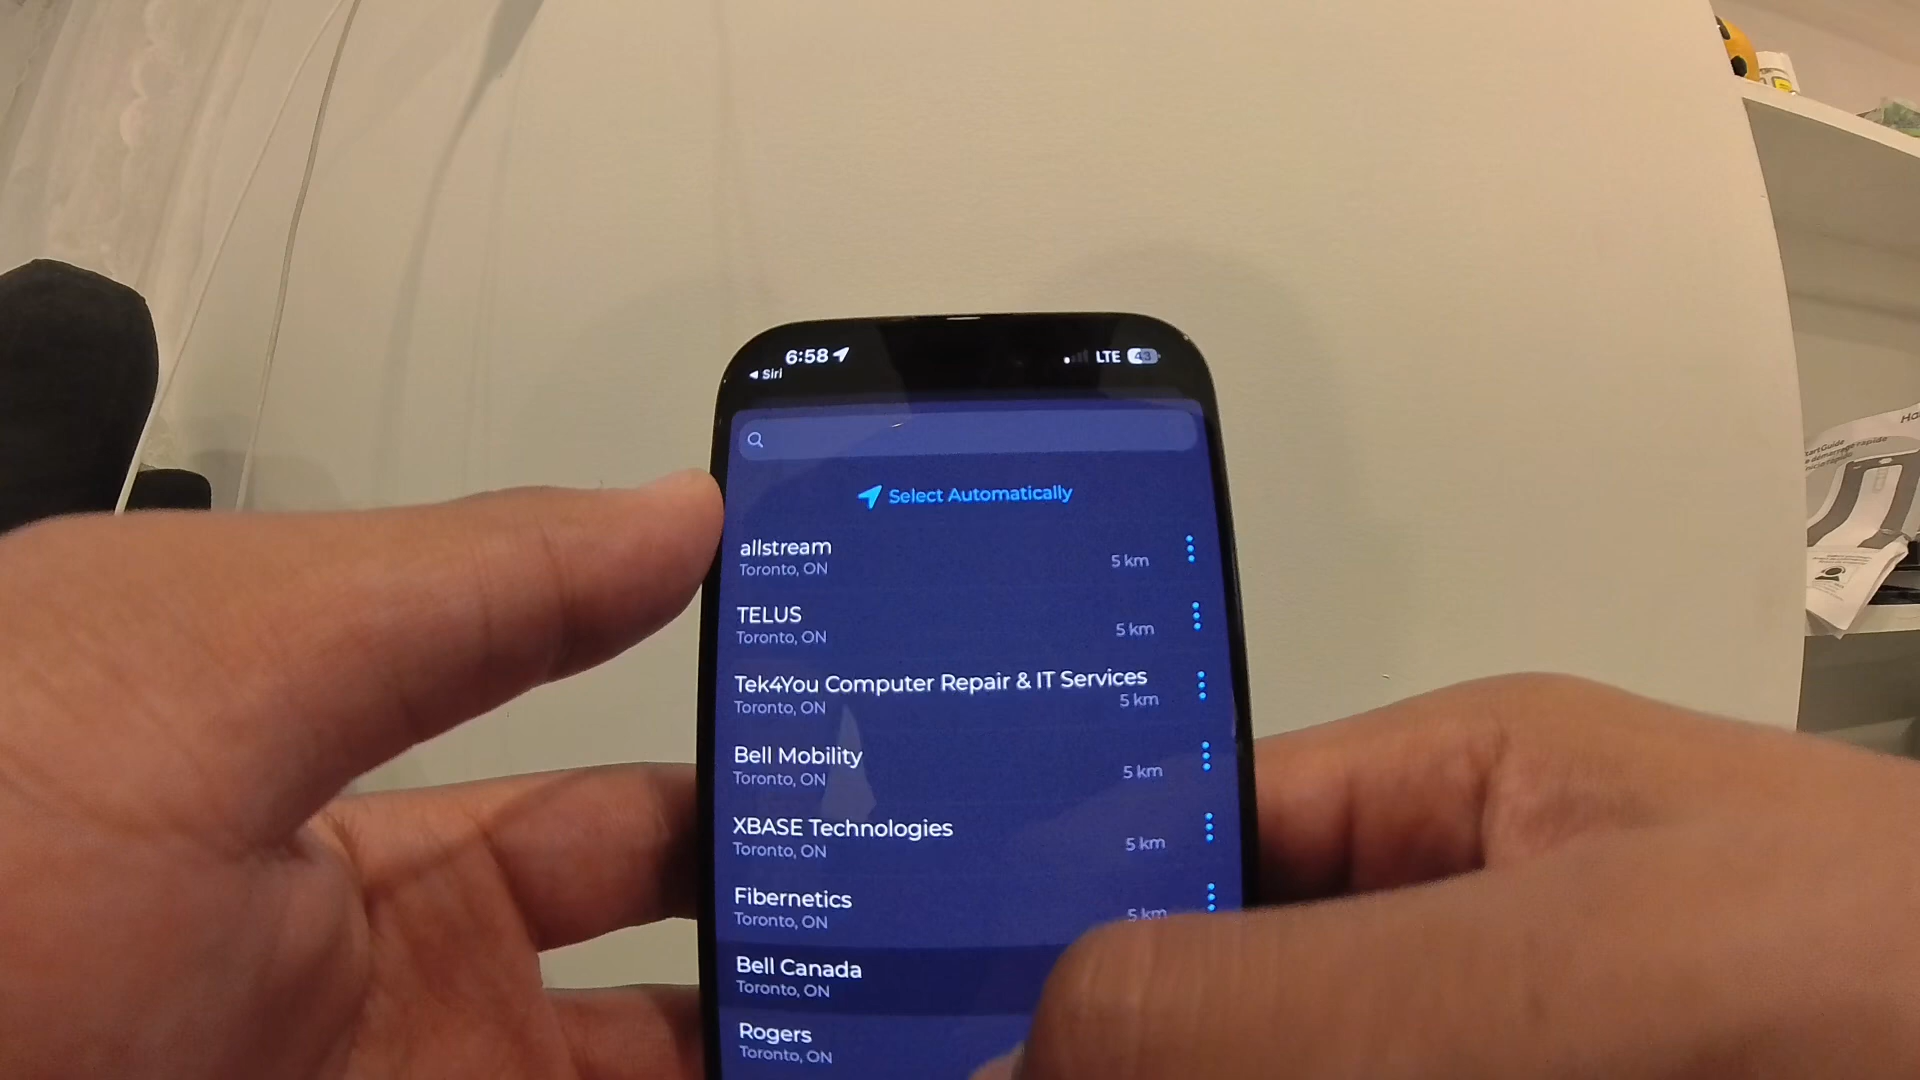 6:58
LTE 43
Siri
Select Automatically
allstream
Toronto, ON
5 km
TELUS
Toronto, ON
5 km
Tek4You Computer Repair & IT Services
Toronto, ON
5 km
Bell Mobility
Toronto, ON
5 km
XBASE Technologies
Toronto, ON
5 km
Fibernetics
Toronto, ON
5 km
Bell Canada
Toronto, ON
Rogers
Toronto, ON